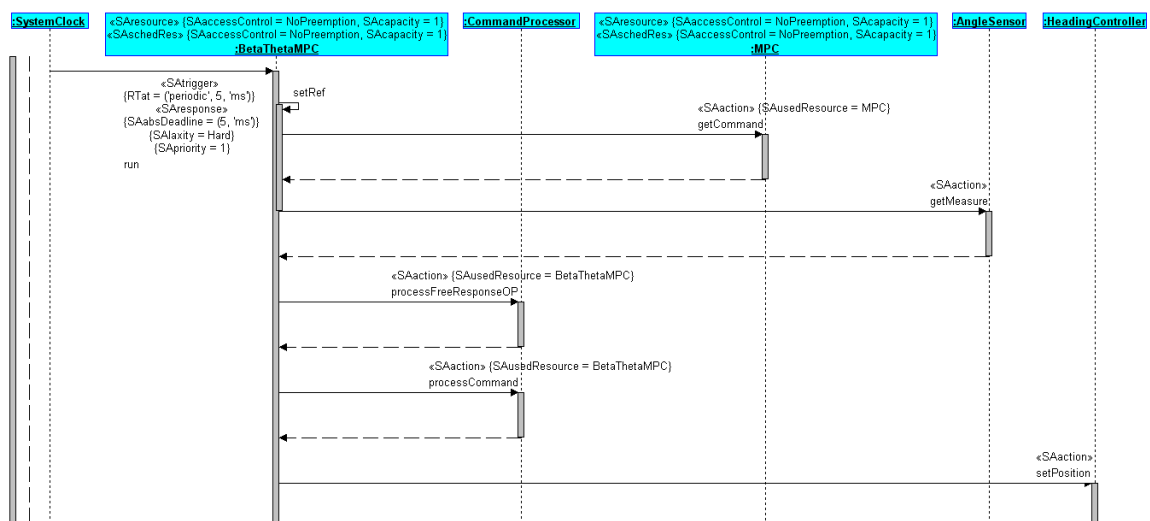 :SystemClock
«SAresource» {SAaccessControl = NoPreemption, SAcapacity = 1}
«SAschedRes» {SAaccessControl = NoPreemption, SAcapacity = 1}
:BetaThetaMPC
:CommandProcessor
«SAresource» {SAaccessControl = NoPreemption, SAcapacity = 1}
«SAschedRes» {SAaccessControl = NoPreemption, SAcapacity = 1}
:MPC
:AngleSensor
:HeadingController
«SAtrigger»
{RTat = ('periodic', 5, 'ms')}
«SAresponse»
{SAabsDeadline = (5, 'ms')}
{SAlaxity = Hard}
{SApriority = 1}
run
setRef
«SAaction» {SAusedResource = MPC}
getCommand
«SAaction»
getMeasure
«SAaction» {SAusedResource = BetaThetaMPC}
processFreeResponseOP
«SAaction» {SAusedResource = BetaThetaMPC}
processCommand
«SAaction»
setPosition